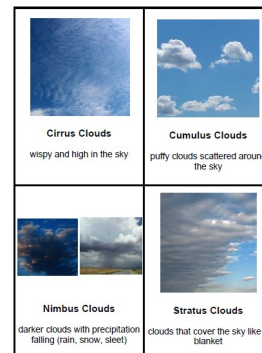 Cirrus Clouds
wispy and high in the sky
Cumulus Clouds
puffy clouds scattered aroun
the sky
Nimbus Clouds
darker clouds with precipitation
falling (rain, snow, sleet)
Stratus Clouds
clouds that cover the sky like
blanket